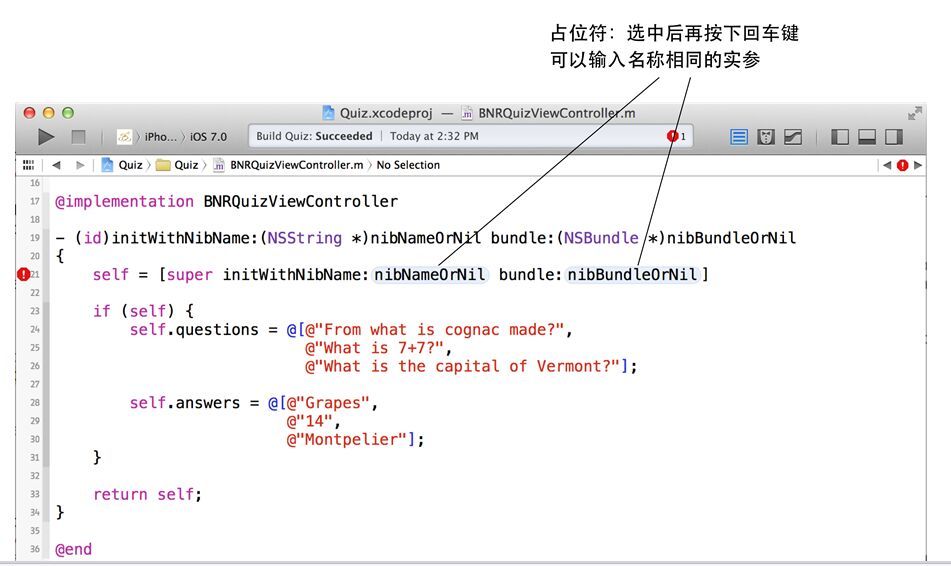 占位符：选中后再按下回车键
可以输入名称相同的实参
Quiz.xcodeproj — BNRQuizViewController.m
iPho... iOS 7.0 Build Quiz: Succeeded Today at 2:32 PM 1
Quiz Quiz BNRQuizViewController.m No Selection
16
17 @implementation BNRQuizViewController
18
19 - (id)initWithNibName:(NSString *)nibNameOrNil bundle:(NSBundle *)nibBundleOrNil
20 {
21 self = [super initWithNibName:nibNameOrNil bundle:nibBundleOrNil]
22
23 if (self) {
24 self.questions = @[@"From what is cognac made?",
25 @"What is 7+7?",
26 @"What is the capital of Vermont?"];
27
28 self.answers = @[@"Grapes",
29 @"14",
30 @"Montpelier"];
31 }
32
33 return self;
34 }
35
36 @end